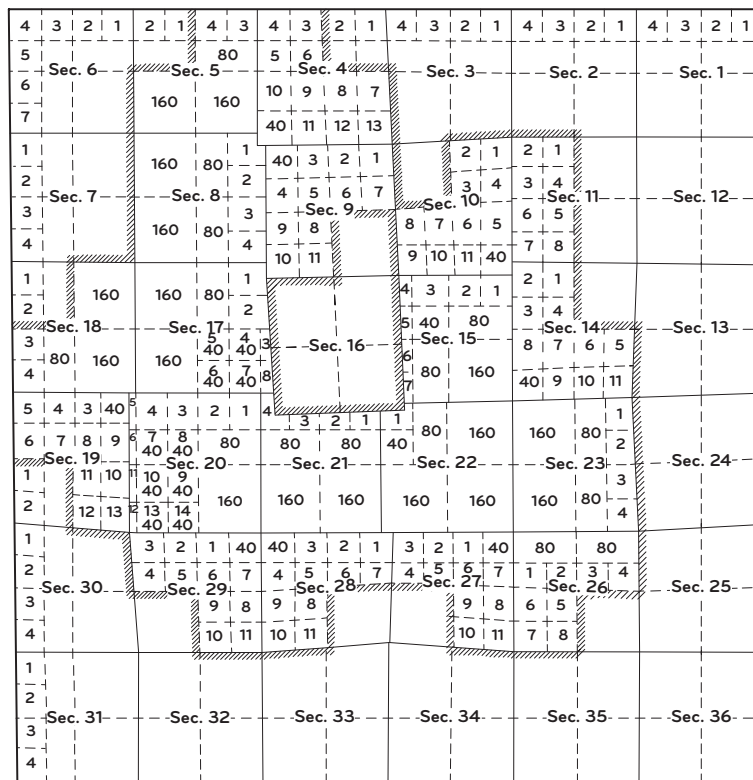 4 3 2 1 2 1 4 3 4 3 2 1 4 3 2 1 4 3 2 1 4 3 2 1
5 80 5 6
Sec. 6 Sec. 5 Sec. 4 Sec. 3 Sec. 2 Sec. 1
6 10 9 8 7
7 160 160
40 11 12 13
1 160 80 1 40 3 2 1 2 1 2 1
2 2 4 5 6 7 3 4 3 4
Sec. 7 Sec. 8 Sec. 9 Sec. 10 Sec. 11 Sec. 12
3 160 80 3 9 8 8 7 6 5 6 5
4 4 10 11 9 10 11 40 7 8
1 160 160 80 1 4 3 2 1 2 1
2 2 5 40 80 3 4
Sec. 18 Sec. 17 Sec. 16 Sec. 15 Sec. 14 Sec. 13
3 5 4 3 6 8 7 6 5
40 40
4 80 160 160 6 7 8 7 80 160 40 9 10 11
40 40
5 4 3 40 5 4 3 2 1 4 3 2 1 1 80 160 160 80 1
6 7 8 9 6 7 8 80 80 80 40 2
40 40
Sec. 19 Sec. 20 Sec. 21 Sec. 22 Sec. 23 Sec. 24
1 11 10 11 10 9 160 160 160 160 160 160 80 3
40 40
2 12 13 12 13 14 4
40 40
1 3 2 1 40 40 3 2 1 3 2 1 40 80 80
2 4 5 6 7 4 5 6 7 4 5 6 7 1 2 3 4
Sec. 30 Sec. 29 Sec. 28 Sec. 27 Sec. 26 Sec. 25
3 9 8 9 8 9 8 6 5
4 10 11 10 11 10 11 7 8
1
2
Sec. 31 Sec. 32 Sec. 33 Sec. 34 Sec. 35 Sec. 36
3
4